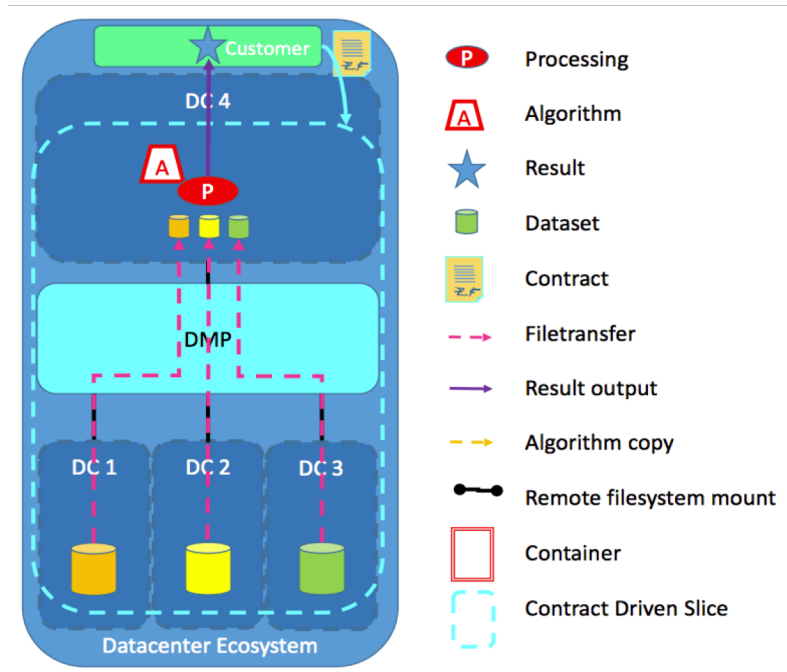 Customer
DC 4
A
P
DMP
DC 1
DC 2
DC 3
Datacenter Ecosystem
P
Processing
A
Algorithm
Result
Dataset
Contract
Filetransfer
Result output
Algorithm copy
Remote filesystem mount
Container
Contract Driven Slice